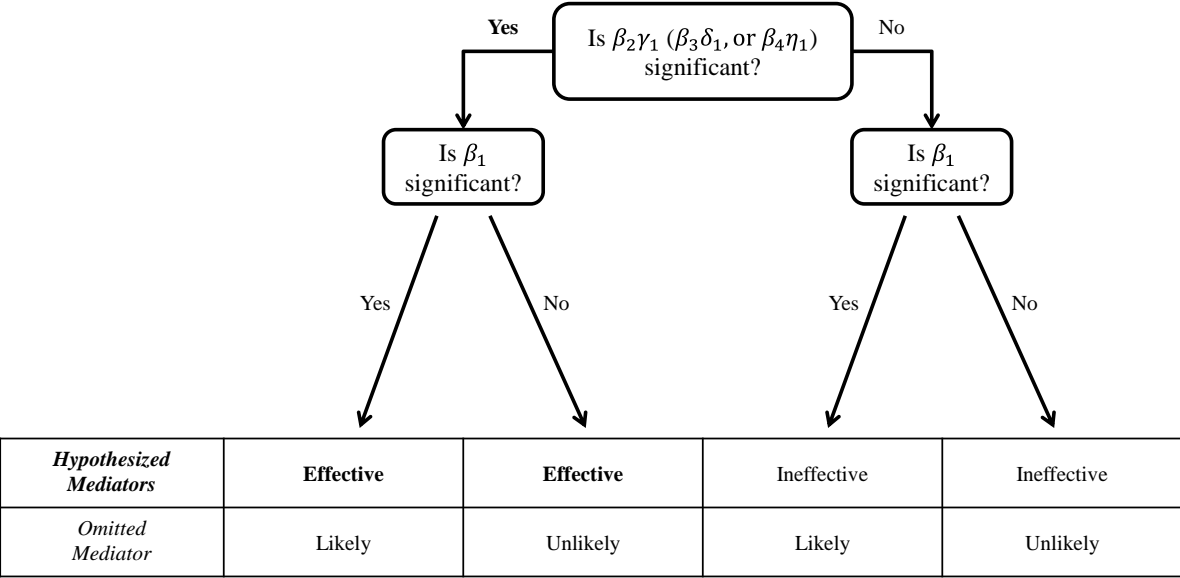 Yes
Is β₂γ₁ (β₃δ₁, or β₄η₁)
significant?
No
Is β₁
significant?
Is β₁
significant?
Yes
No
Yes
No
Hypothesized
Mediators
Effective
Effective
Ineffective
Ineffective
Omitted
Mediator
Likely
Unlikely
Likely
Unlikely